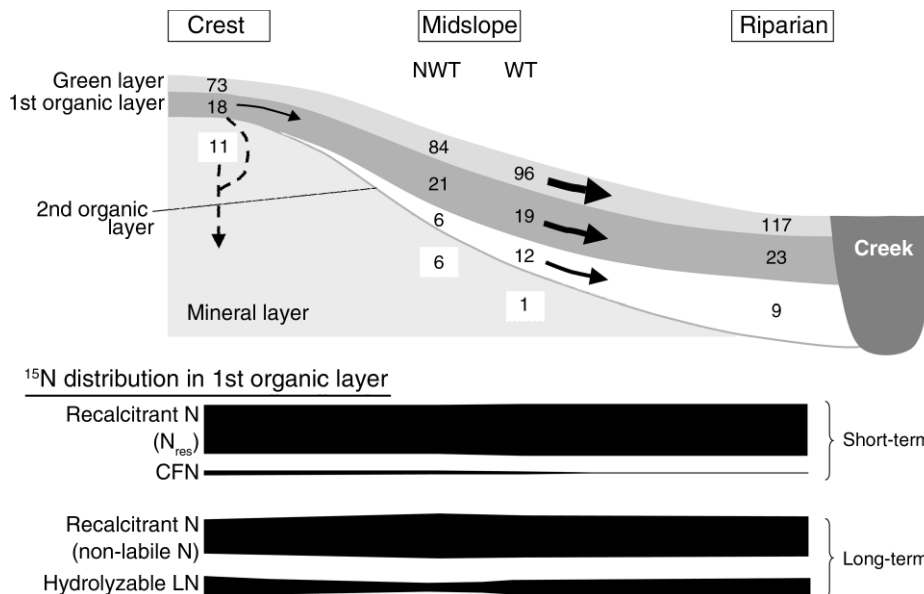 Crest Midslope Riparian
NWT WT
Green layer 73
1st organic layer 18
11 84 96
21
2nd organic
layer
6 19 117
6 12 23 Creek
Mineral layer 1 9
15N distribution in 1st organic layer
Recalcitrant N
(Nres)
CFN
Short-term
Recalcitrant N
(non-labile N)
Hydrolyzable LN
Long-term